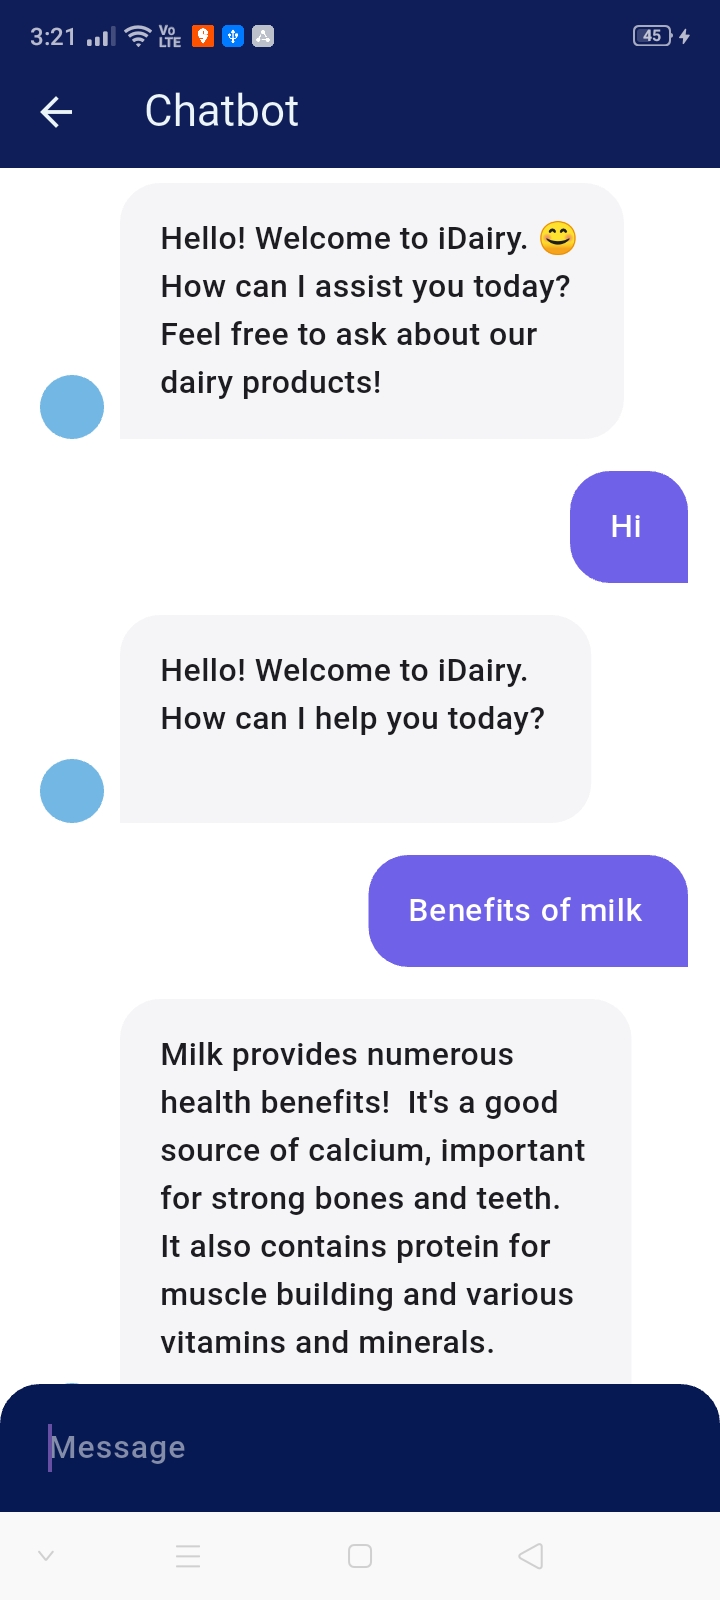 3:21 Vo LTE 45
Chatbot
Hello! Welcome to iDairy. 😊
How can I assist you today?
Feel free to ask about our
dairy products!
Hi
Hello! Welcome to iDairy.
How can I help you today?
Benefits of milk
Milk provides numerous
health benefits!  It's a good
source of calcium, important
for strong bones and teeth.
It also contains protein for
muscle building and various
vitamins and minerals.
Message